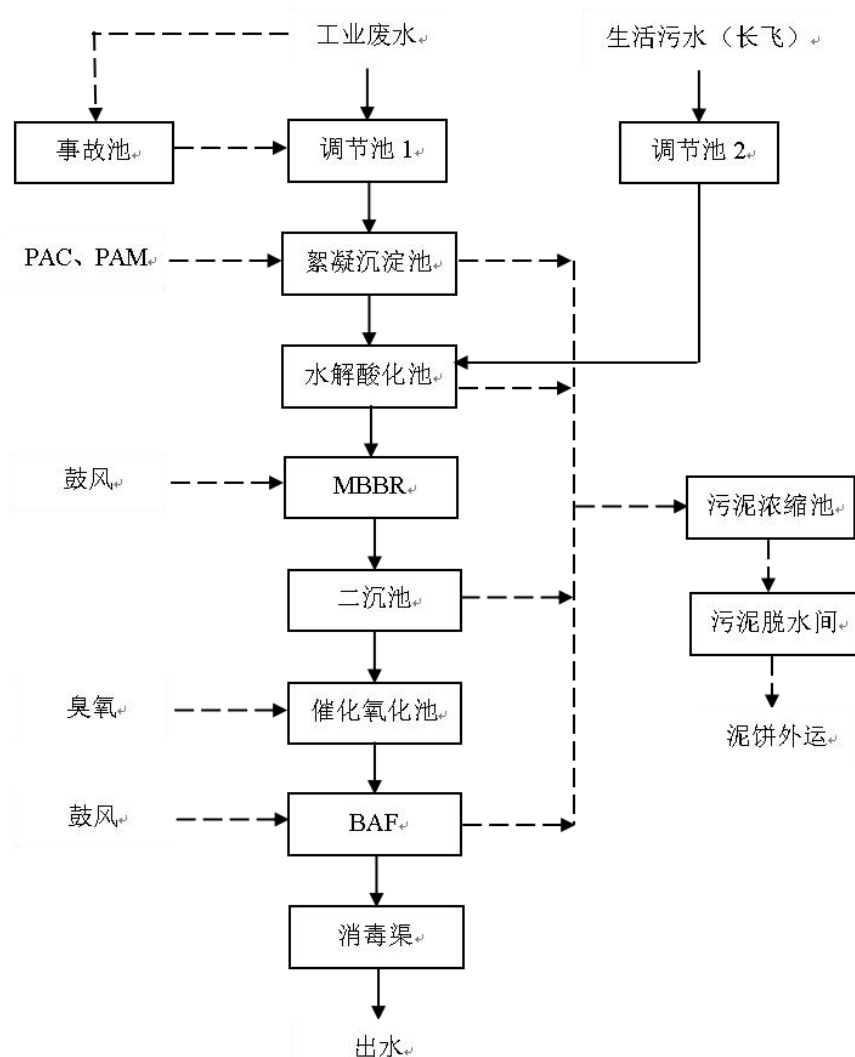 工业废水
生活污水（长飞）
事故池
调节池 1
调节池 2
PAC、PAM
絮凝沉淀池
水解酸化池
鼓风
MBBR
污泥浓缩池
二沉池
污泥脱水间
臭氧
催化氧化池
泥饼外运
鼓风
BAF
消毒渠
出水